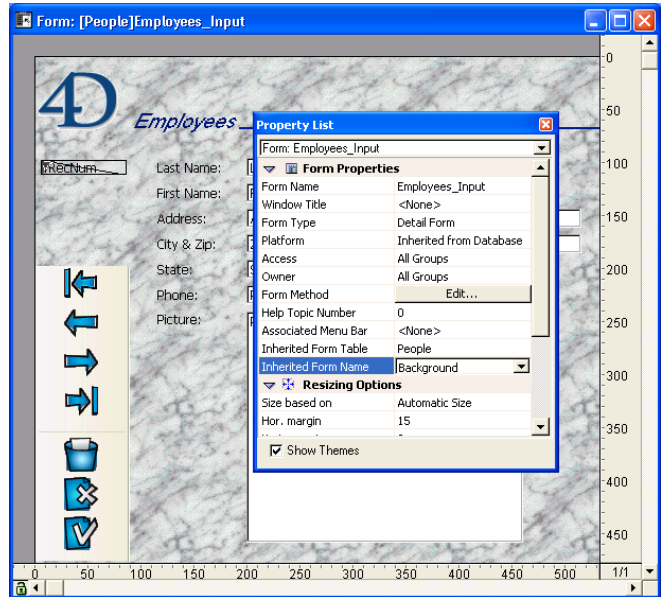 Form: [People]Employees_Input
4D
Employees
Property List
Form: Employees_Input
Form Properties
Form Name Employees_Input
Window Title <None>
Form Type Detail Form
Platform Inherited from Database
Access All Groups
Owner All Groups
Form Method Edit...
Help Topic Number 0
Associated Menu Bar <None>
Inherited Form Table People
Inherited Form Name Background
Resizing Options
Size based on Automatic Size
Hor. margin 15
Show Themes
Last Name:
First Name:
Address:
City & Zip:
State:
Phone:
Picture:
0
50
100
150
200
250
300
350
400
450
0 50 100 150 200 250 300 350 400 450 500 1/1